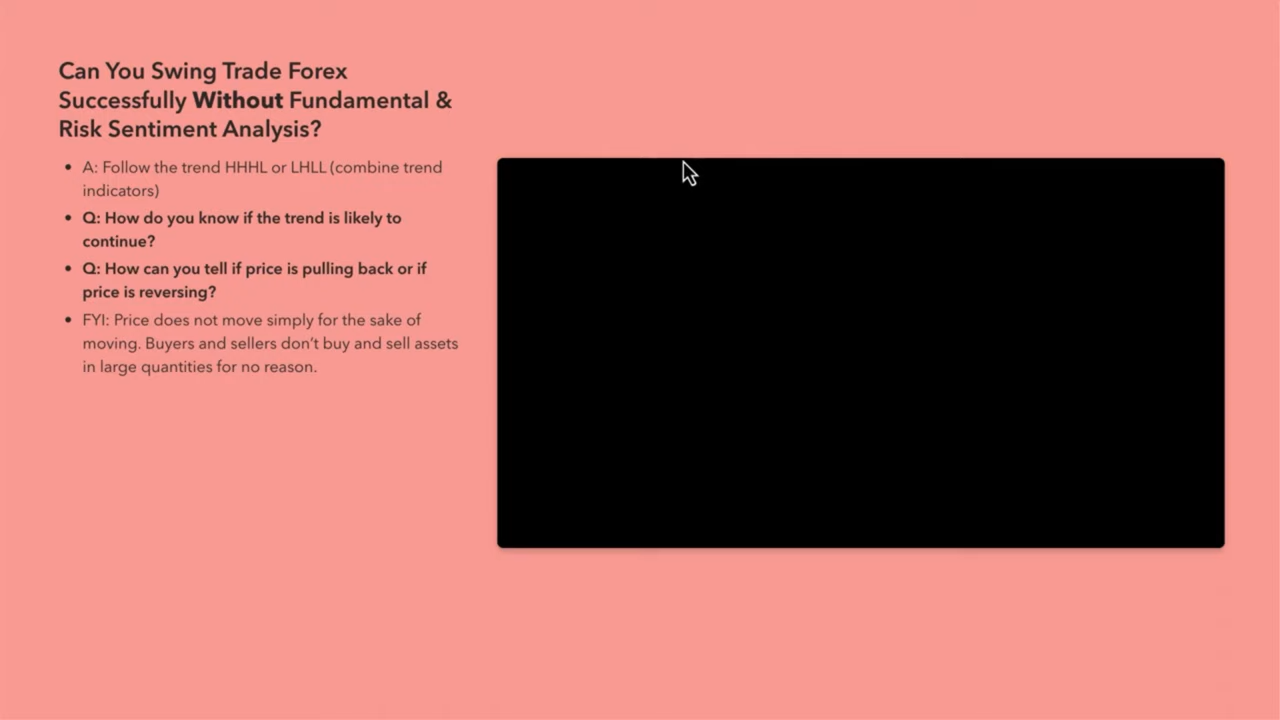 Can You Swing Trade Forex
Successfully Without Fundamental &
Risk Sentiment Analysis?
• A: Follow the trend HHHL or LHLL (combine trend
indicators)
• Q: How do you know if the trend is likely to
continue?
• Q: How can you tell if price is pulling back or if
price is reversing?
• FYI: Price does not move simply for the sake of
moving. Buyers and sellers don’t buy and sell assets
in large quantities for no reason.